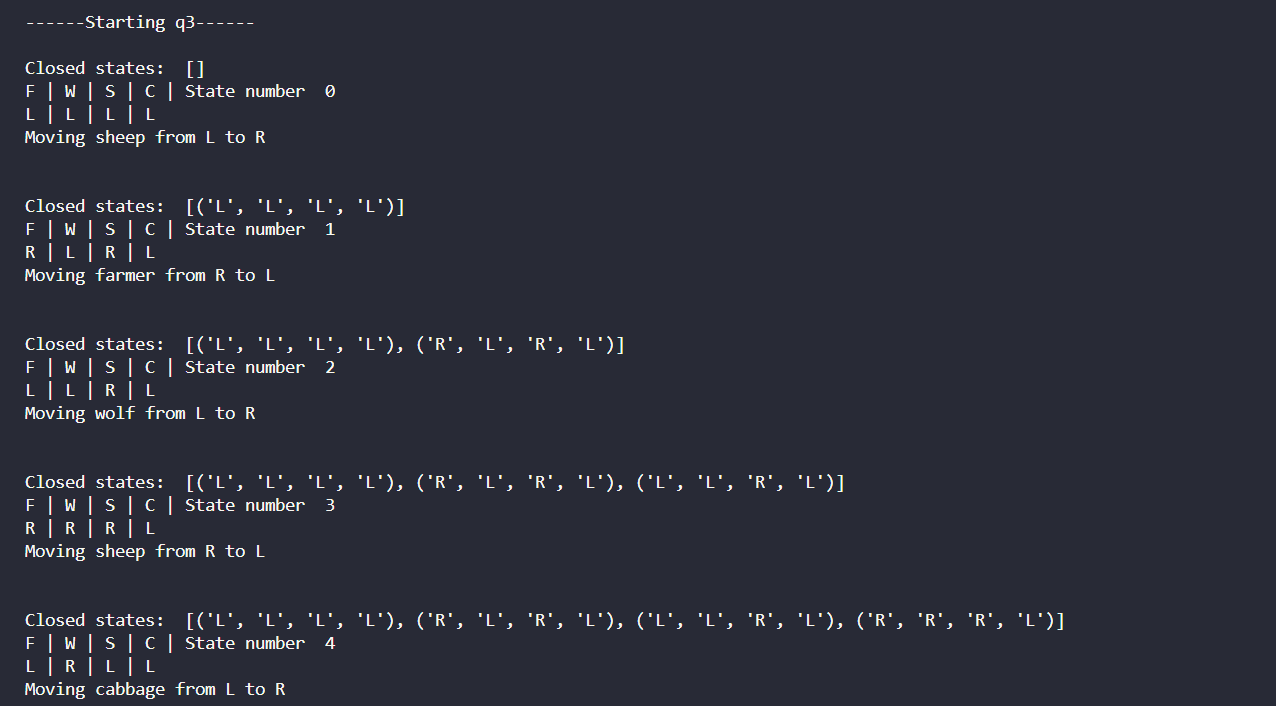 ------Starting q3------
Closed states:  []
F | W | S | C | State number  0
L | L | L | L
Moving sheep from L to R
Closed states:  [('L', 'L', 'L', 'L')]
F | W | S | C | State number  1
R | L | R | L
Moving farmer from R to L
Closed states:  [('L', 'L', 'L', 'L'), ('R', 'L', 'R', 'L')]
F | W | S | C | State number  2
L | L | R | L
Moving wolf from L to R
Closed states:  [('L', 'L', 'L', 'L'), ('R', 'L', 'R', 'L'), ('L', 'L', 'R', 'L')]
F | W | S | C | State number  3
R | R | R | L
Moving sheep from R to L
Closed states:  [('L', 'L', 'L', 'L'), ('R', 'L', 'R', 'L'), ('L', 'L', 'R', 'L'), ('R', 'R', 'R', 'L')]
F | W | S | C | State number  4
L | R | L | L
Moving cabbage from L to R